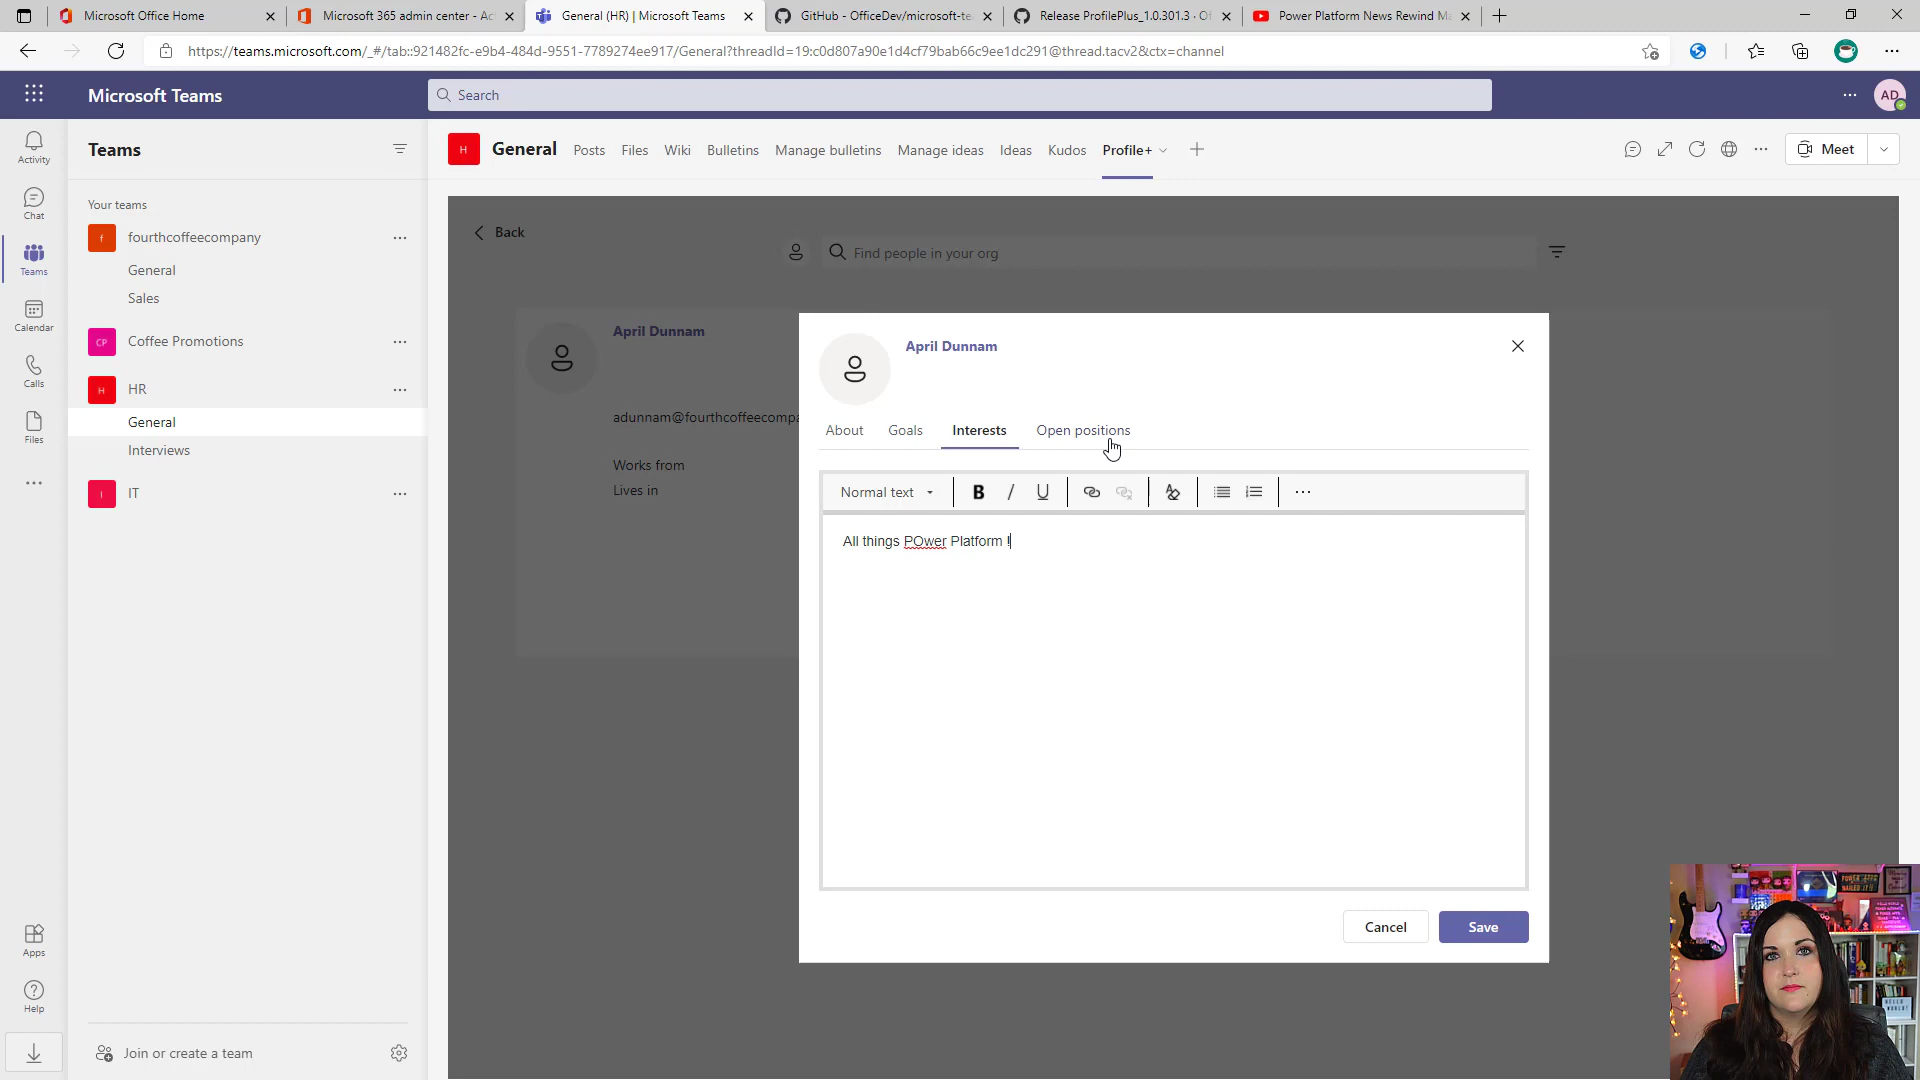 Microsoft Office Home
Microsoft 365 admin center - Ac
General (HR) | Microsoft Teams
GitHub - OfficeDev/microsoft-te
Release ProfilePlus_1.0.301.3 · O
Power Platform News Rewind Ma
https://teams.microsoft.com/_#/tab::921482fc-e9b4-484d-9551-7789274ee917/General?threadId=19:c0d807a90e1d4cf79bab66c9ee1dc291@thread.tacv2&ctx=channel
Microsoft Teams
Search
AD
Activity
Chat
Teams
Calendar
Calls
Files
Apps
Help
Teams
Your teams
f fourthcoffeecompany
General
Sales
CP Coffee Promotions
H HR
General
Interviews
I IT
Join or create a team
H General Posts Files Wiki Bulletins Manage bulletins Manage ideas Ideas Kudos Profile+ Meet
Back
Find people in your org
April Dunnam
adunnam@fourthcoffeecompa
Works from
Lives in
April Dunnam
About Goals Interests Open positions
Normal text B / U
All things POwer Platform !
Cancel Save